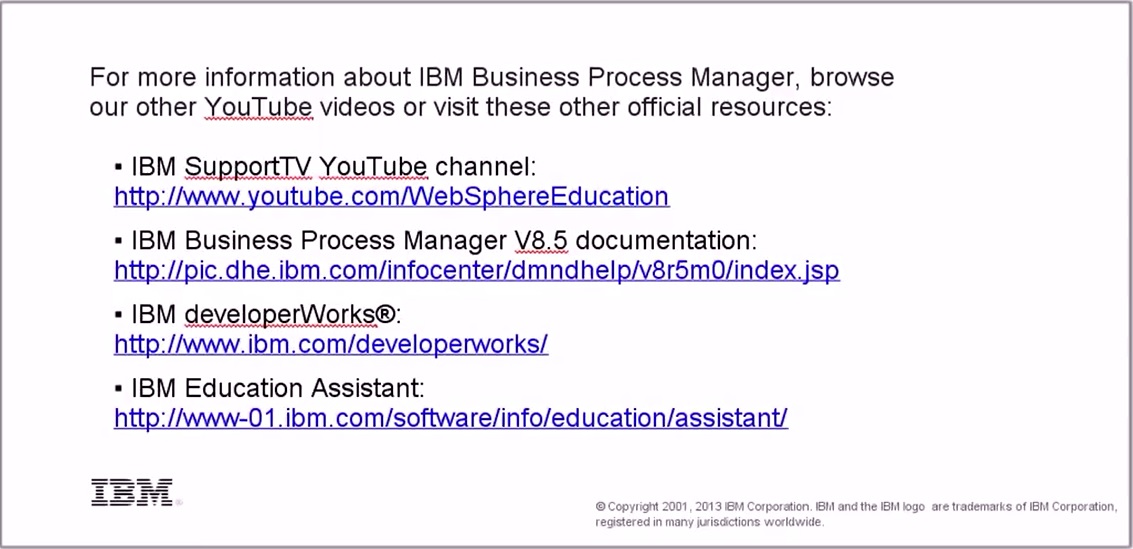 For more information about IBM Business Process Manager, browse
our other YouTube videos or visit these other official resources:
▪ IBM SupportTV YouTube channel:
http://www.youtube.com/WebSphereEducation
▪ IBM Business Process Manager V8.5 documentation:
http://pic.dhe.ibm.com/infocenter/dmndhelp/v8r5m0/index.jsp
▪ IBM developerWorks®:
http://www.ibm.com/developerworks/
▪ IBM Education Assistant:
http://www-01.ibm.com/software/info/education/assistant/
IBM®
© Copyright 2001, 2013 IBM Corporation. IBM and the IBM logo are trademarks of IBM Corporation,
registered in many jurisdictions worldwide.